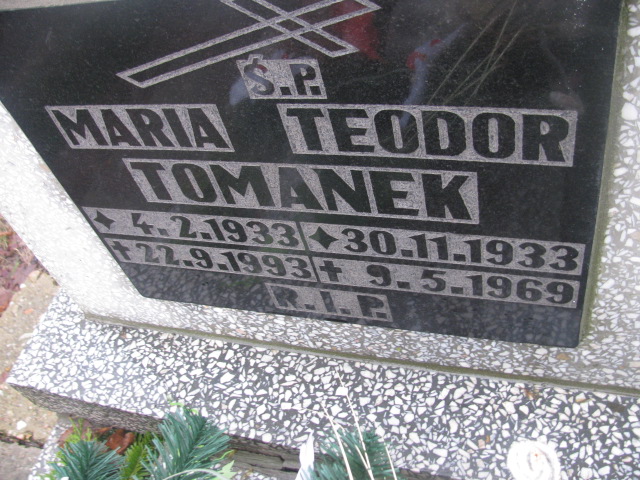 Ś.P.
MARIA TEODOR
TOMANEK
✦ 4.2.1933 ✦ 30.11.1933
✝ 22.9.1993 ✝ 9.5.1969
R.I.P.